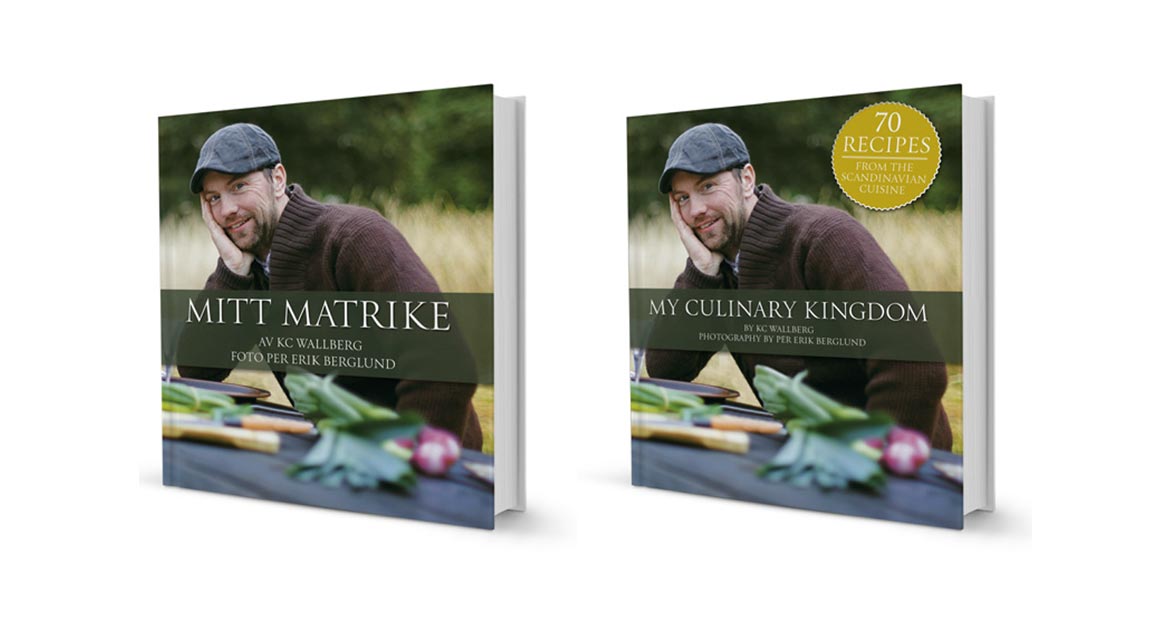 MITT MATRIKE
AV KC WALLBERG
FOTO PER ERIK BERGLUND
70
RECIPES
FROM THE
SCANDINAVIAN
CUISINE
MY CULINARY KINGDOM
BY KC WALLBERG
PHOTOGRAPHY BY PER ERIK BERGLUND